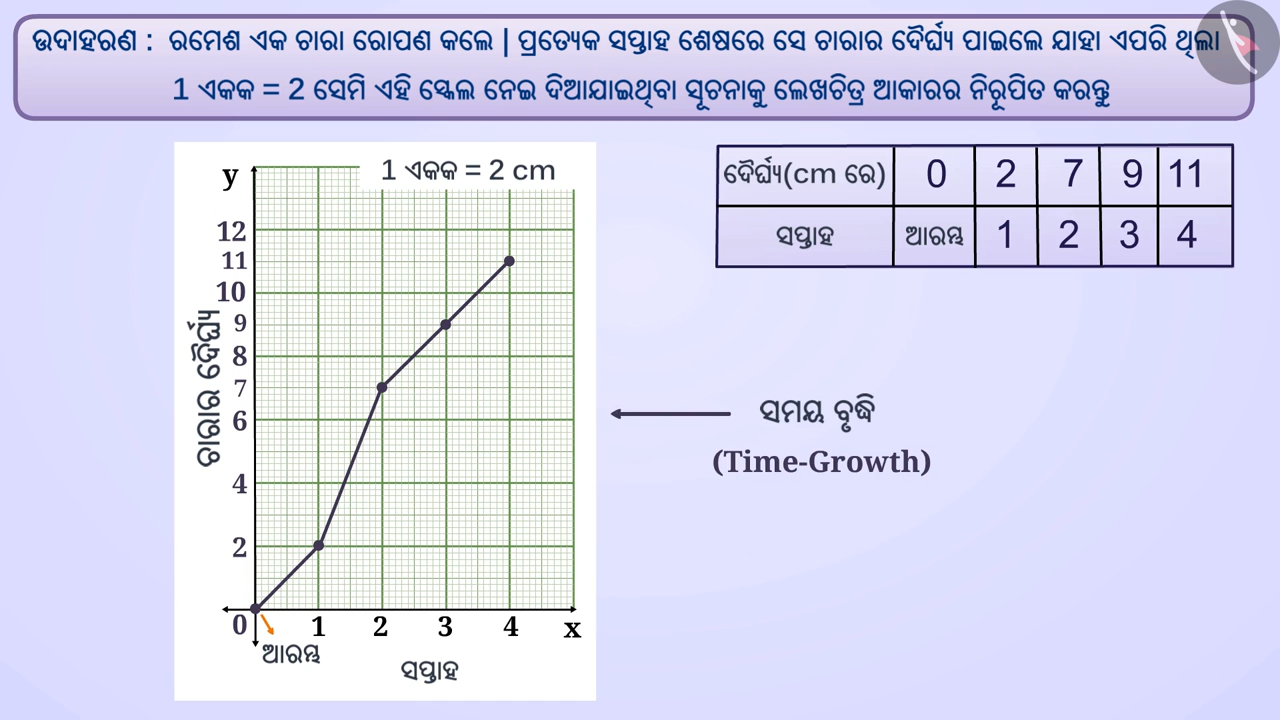 ଉଦାହରଣ : ରମେଶ ଏକ ଚାରା ରୋପଣ କଲେ | ପ୍ରତ୍ୟେକ ସପ୍ତାହ ଶେଷରେ ସେ ଚାରାର ଦୈର୍ଘ୍ୟ ପାଇଲେ ଯାହା ଏପରି ଥିଲା
1 ଏକକ = 2 ସେମି ଏହି ସ୍କେଲ ନେଇ ଦିଆଯାଇଥିବା ସୂଚନାକୁ ଲେଖଚିତ୍ର ଆକାରର ନିରୂପିତ କରନ୍ତୁ
1 ଏକକ = 2 cm
y
12
11
10
9
8
7
6
4
2
0
ଚାରାର ଦୈର୍ଘ୍ୟ
1 2 3 4 x
ଆରମ୍ଭ
ସପ୍ତାହ
ଦୈର୍ଘ୍ୟ(cm ରେ) 0 2 7 9 11
ସପ୍ତାହ ଆରମ୍ଭ 1 2 3 4
ସମୟ ବୃଦ୍ଧି
(Time-Growth)